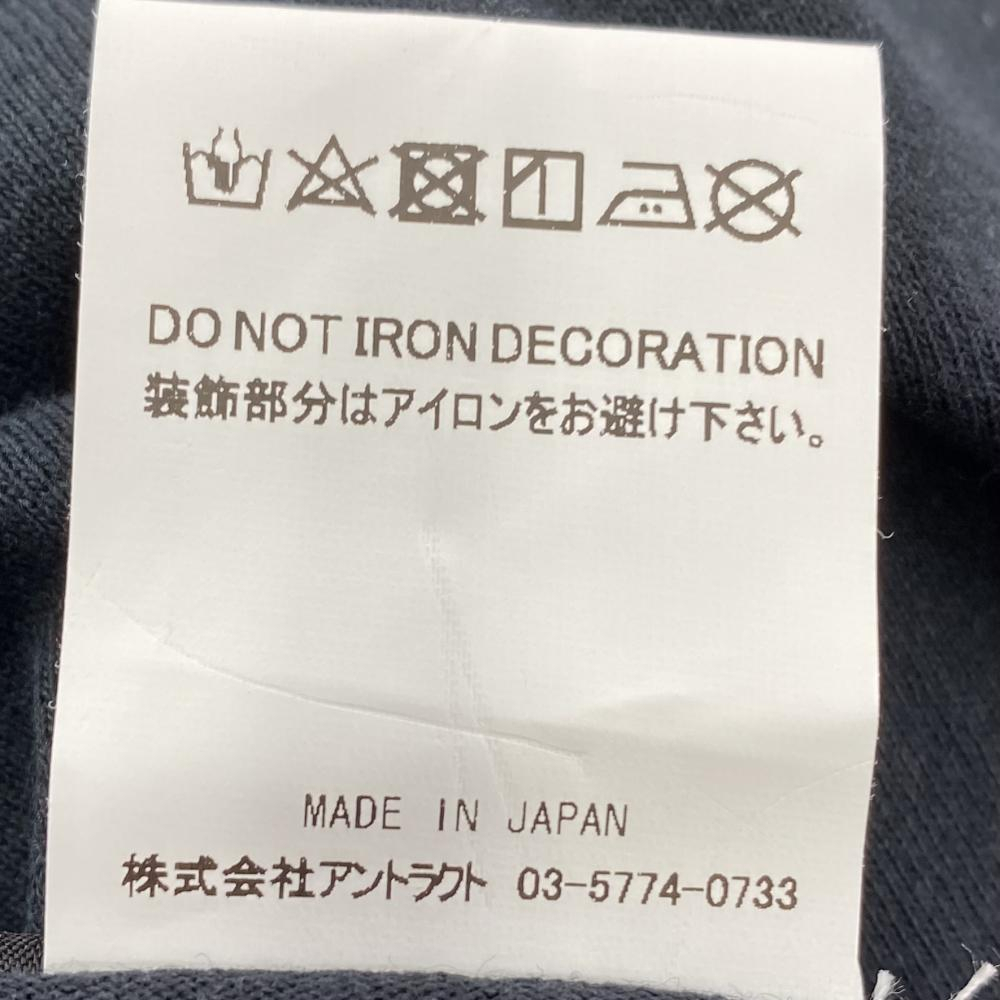 DO NOT IRON DECORATION
装飾部分はアイロンをお避け下さい。
MADE IN JAPAN
株式会社アントラクト 03-5774-0733